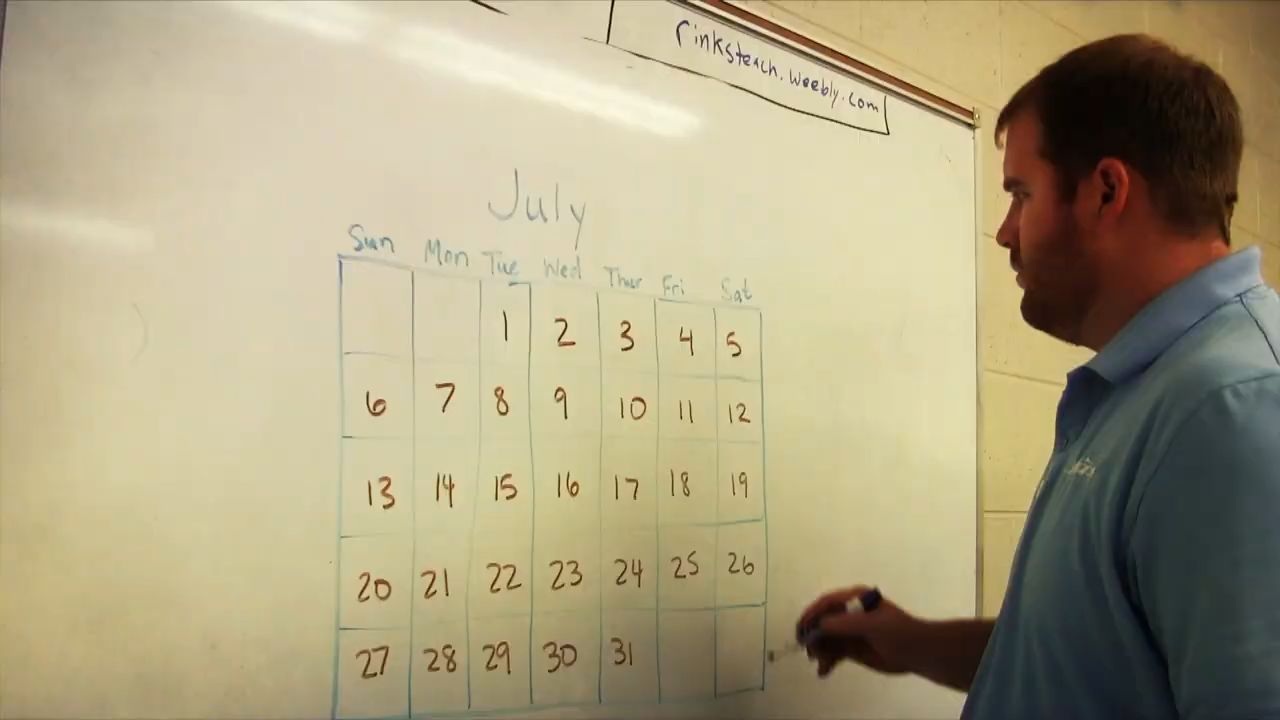 rinksteach.weebly.com
July
Sun Mon Tue Wed Thur Fri Sat
1 2 3 4 5
6 7 8 9 10 11 12
13 14 15 16 17 18 19
20 21 22 23 24 25 26
27 28 29 30 31